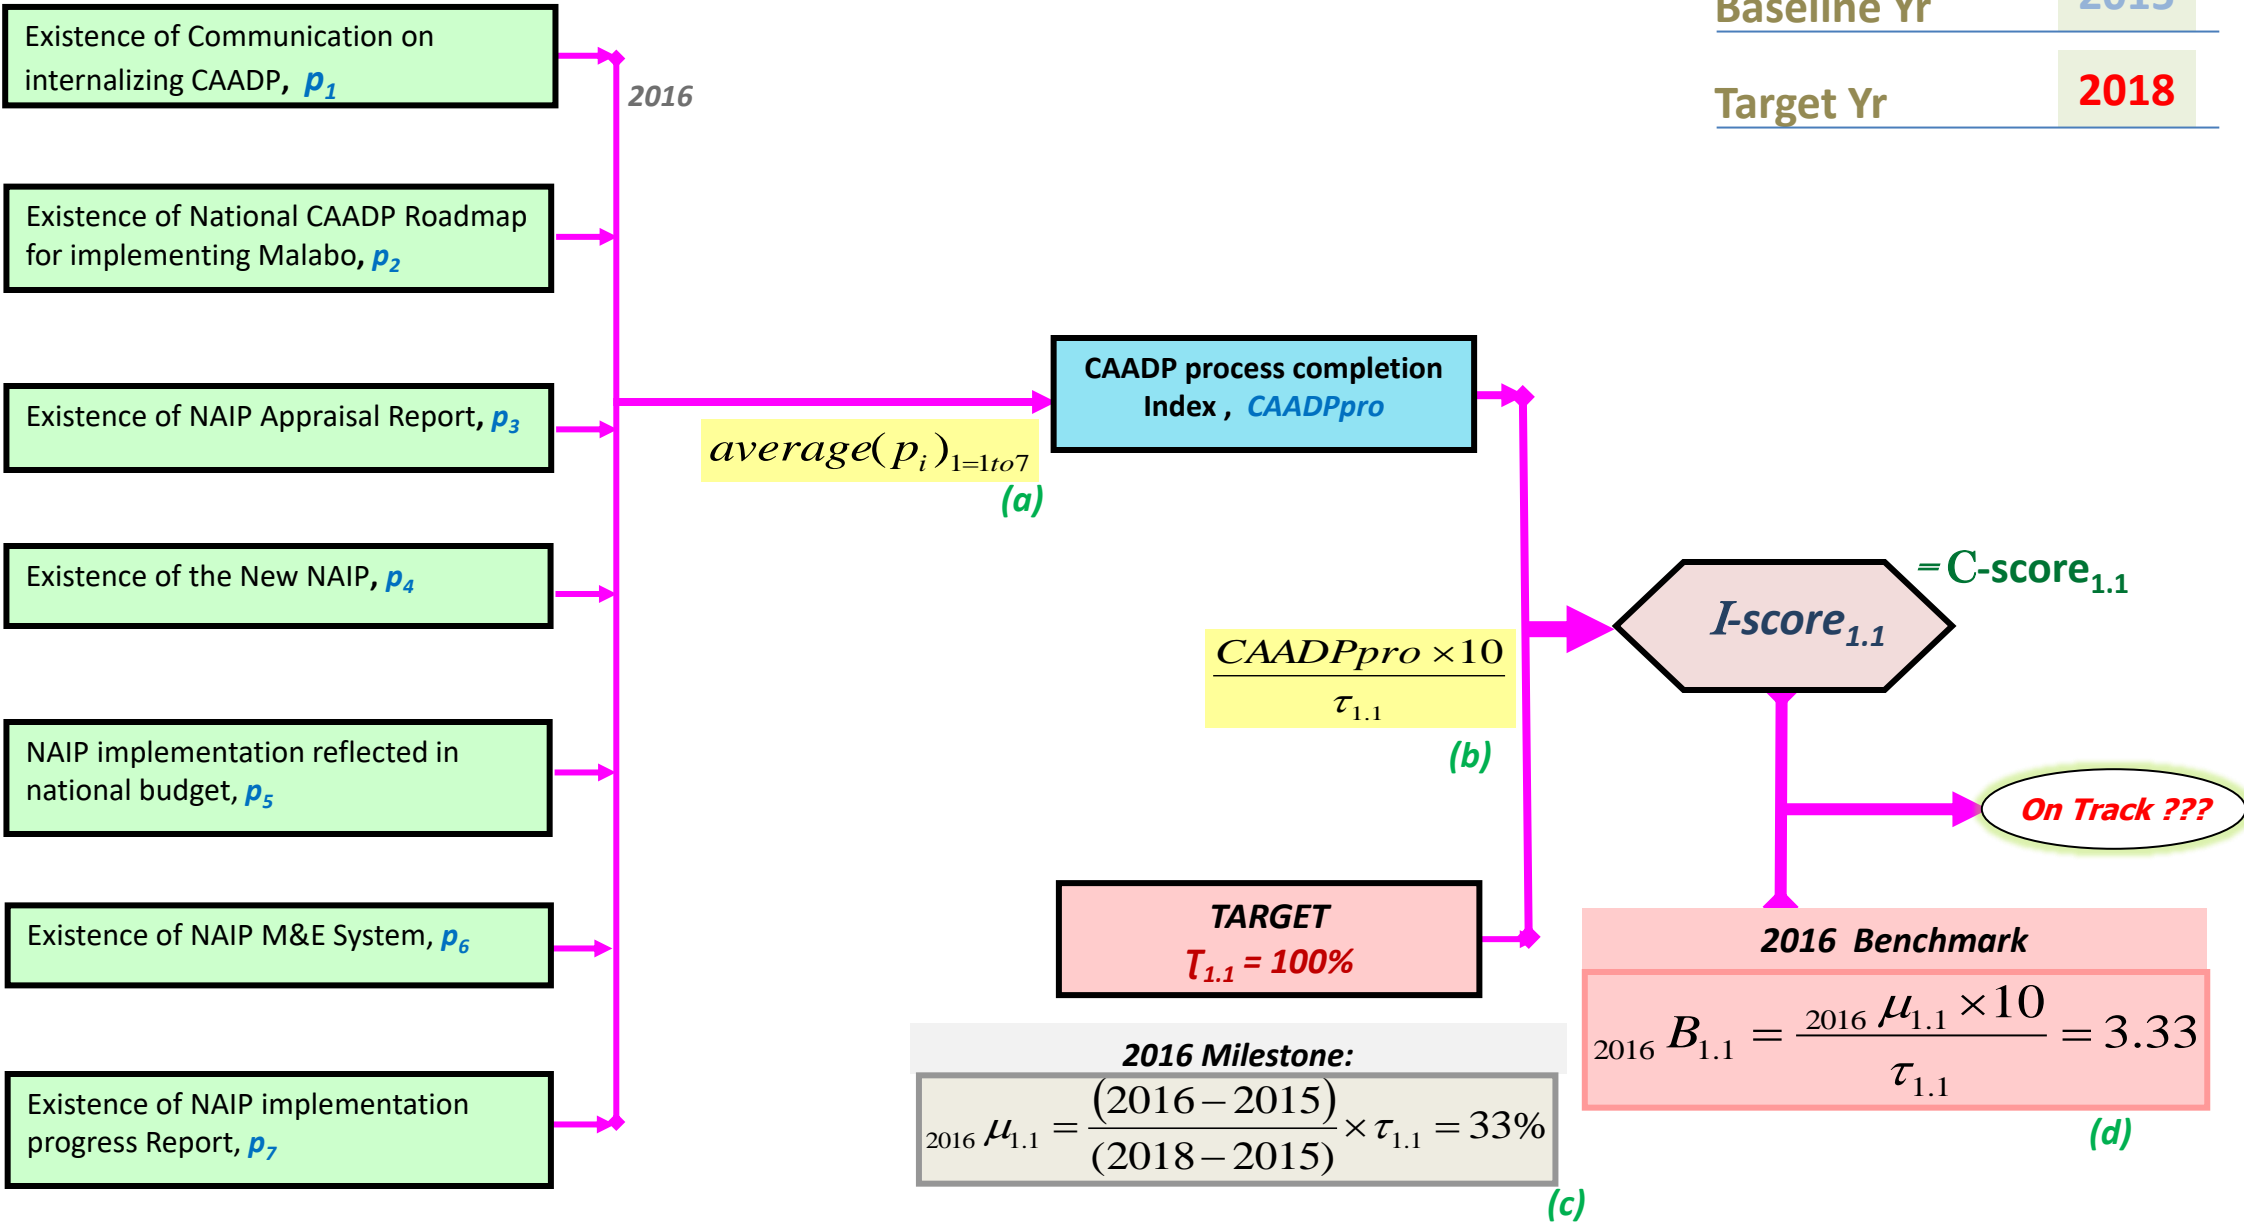 Baseline Yr 2015
Target Yr 2018
Existence of Communication on
internalizing CAADP, p1
2016
Existence of National CAADP Roadmap
for implementing Malabo, p2
Existence of NAIP Appraisal Report, p3
Existence of the New NAIP, p4
NAIP implementation reflected in
national budget, p5
Existence of NAIP M&E System, p6
Existence of NAIP implementation
progress Report, p7
average(pi)1=1to7
(a)
CAADP process completion
Index , CAADPpro
CAADPpro ×10
τ1.1
(b)
I-score1.1
= C-score1.1
On Track ???
TARGET
Ʈ1.1 = 100%
2016 Milestone:
2016 μ1.1 = (2016 − 2015) / (2018 − 2015) × τ1.1 = 33%
(c)
2016 Benchmark
2016 B1.1 = 2016 μ1.1 ×10 / τ1.1 = 3.33
(d)